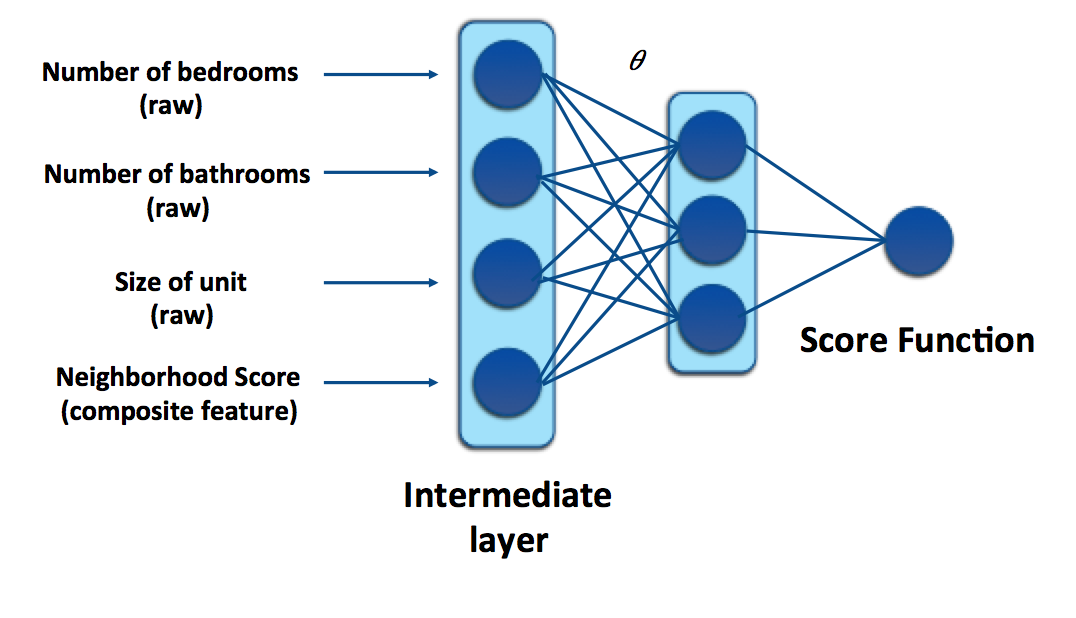 Number of bedrooms
(raw)
θ
Number of bathrooms
(raw)
Size of unit
(raw)
Neighborhood Score
(composite feature)
Score Function
Intermediate
layer